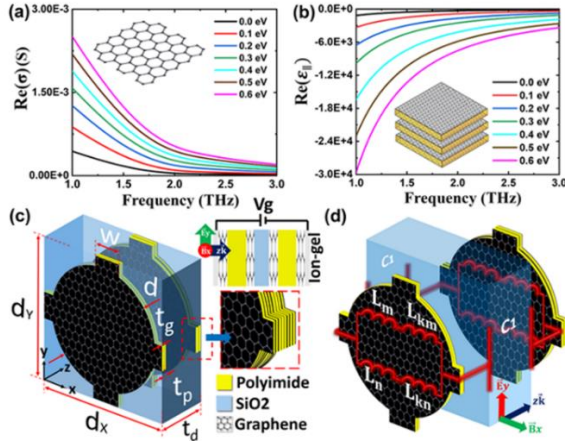 (a)
Re(σ) (S)
3.00E-3
1.50E-3
0.00E+0
0.0 eV
0.1 eV
0.2 eV
0.3 eV
0.4 eV
0.5 eV
0.6 eV
1.0 1.5 2.0 2.5 3.0
Frequency (THz)
(b)
Re(ε∥)
0.0E+0
-6.0E+3
-1.2E+4
-1.8E+4
-2.4E+4
-3.0E+4
0.0 eV
0.1 eV
0.2 eV
0.3 eV
0.4 eV
0.5 eV
0.6 eV
1.0 1.5 2.0 2.5 3.0
Frequency (THz)
(c)
w
d
tg
tp
dY
dX
td
y
z
x
Vg
Ey
Bx
zk
Ion-gel
Polyimide
SiO2
Graphene
(d)
C1
C1
Lm
Lkm
Ln
Lkn
Ey
zk
Bx